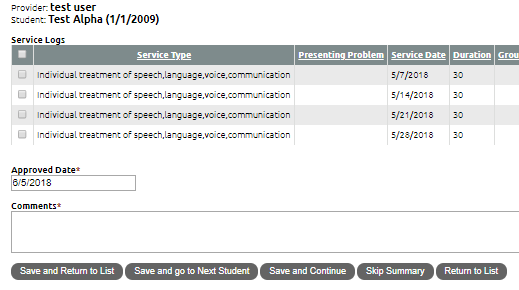 Provider: test user
Student: Test Alpha (1/1/2009)
Service Logs
Service Type Presenting Problem Service Date Duration Grou
Individual treatment of speech,language,voice,communication 5/7/2018 30
Individual treatment of speech,language,voice,communication 5/14/2018 30
Individual treatment of speech,language,voice,communication 5/21/2018 30
Individual treatment of speech,language,voice,communication 5/28/2018 30
Approved Date*
6/5/2018
Comments*
Save and Return to List Save and go to Next Student Save and Continue Skip Summary Return to List